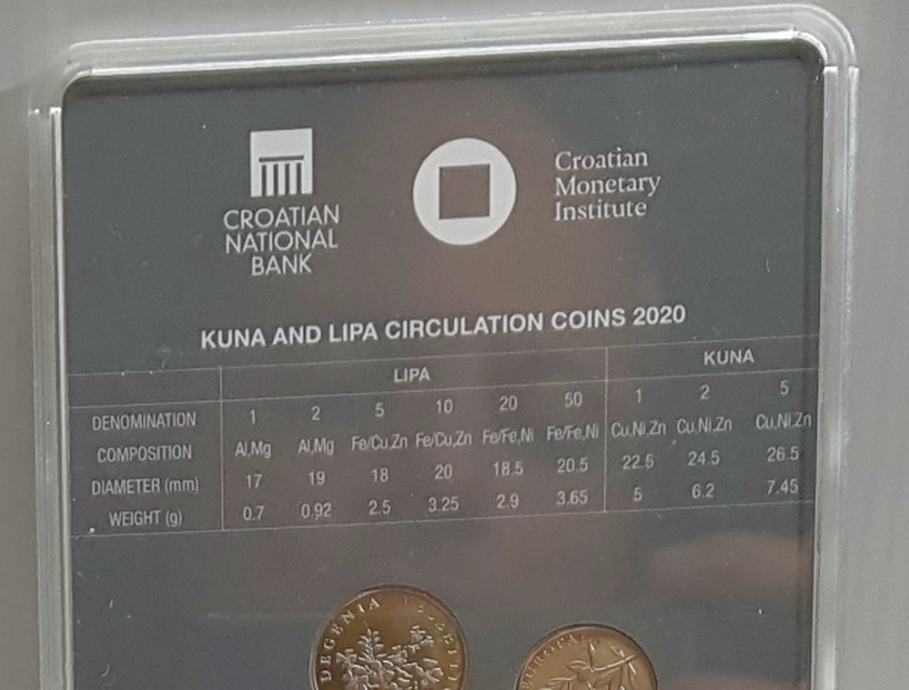 CROATIAN
NATIONAL
BANK
Croatian
Monetary
Institute
KUNA AND LIPA CIRCULATION COINS 2020
LIPA KUNA
DENOMINATION 1 2 5 10 20 50 1 2 5
COMPOSITION Al,Mg Al,Mg Fe/Cu,Zn Fe/Cu,Zn Fe/Fe,Ni Fe/Fe,Ni Cu,Ni,Zn Cu,Ni,Zn Cu,Ni,Zn
DIAMETER (mm) 17 19 18 20 18.5 20.5 22.5 24.5 26.5
WEIGHT (g) 0.7 0.92 2.5 3.25 2.9 3.65 5 6.2 7.45
DEGENIA
EUROPAEA